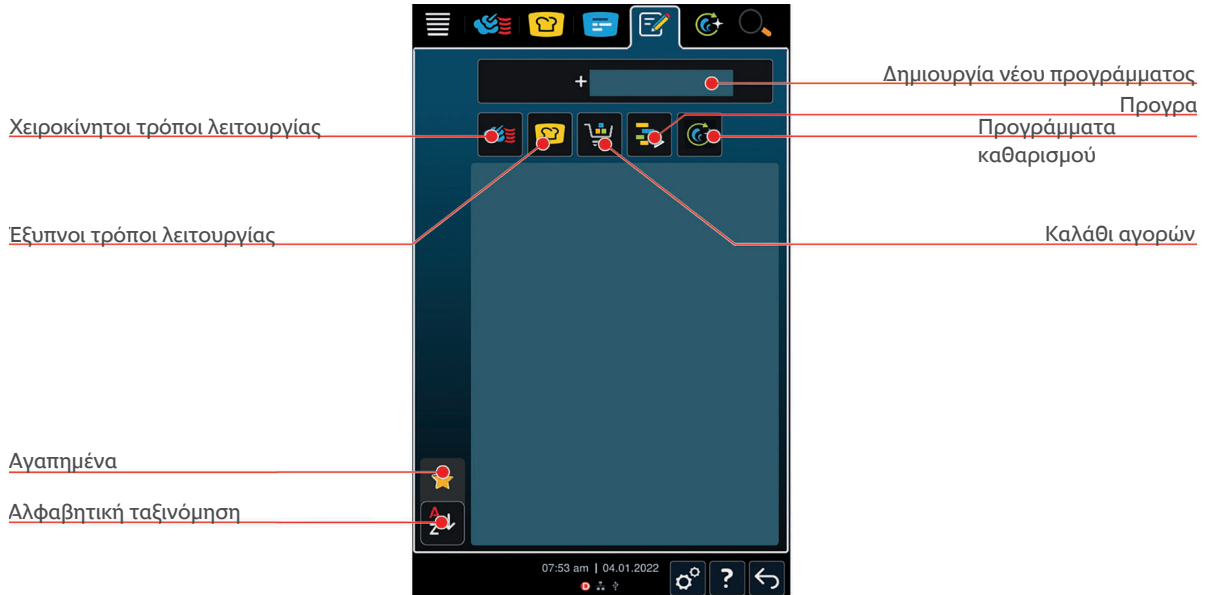 Δημιουργία νέου προγράμματος
Προγρα
Χειροκίνητοι τρόποι λειτουργίας
Προγράμματα
καθαρισμού
Έξυπνοι τρόποι λειτουργίας
Καλάθι αγορών
Αγαπημένα
Αλφαβητική ταξινόμηση
+
A
Z
07:53 am | 04.01.2022
D
?